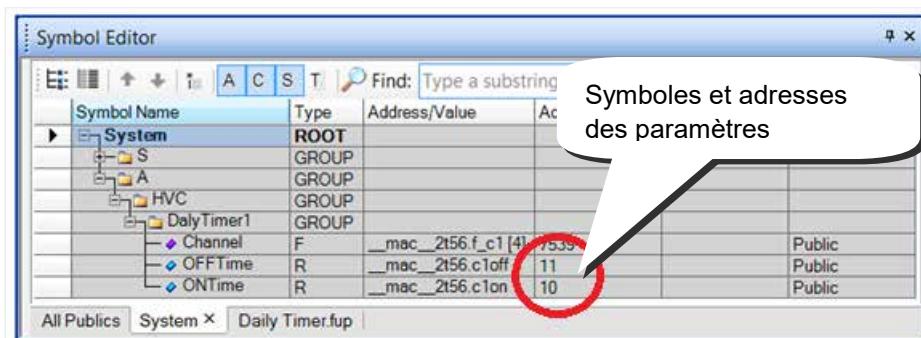 Symbol Editor
A C S T Find: Type a substring
Symboles et adresses
des paramètres
Symbol Name Type Address/Value
System ROOT
S GROUP
A GROUP
HVC GROUP
DalyTimer1 GROUP
Channel F __mac__2t56.f_c1 [4] 7539 Public
OFFTime R __mac__2t56.c1off 11 Public
ONTime R __mac__2t56.c1on 10 Public
All Publics System × Daily Timer.fup